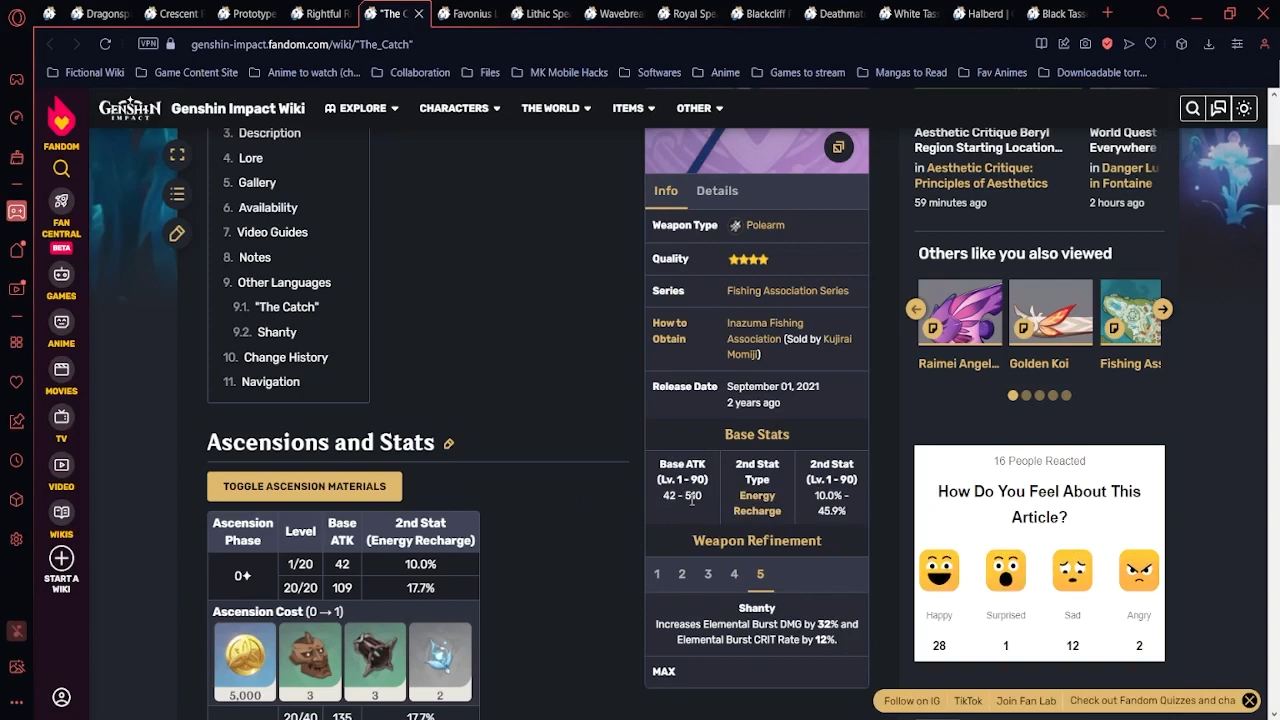 Dragonsp
Crescent F
Prototype
Rightful R
"The C
Favonius L
Lithic Spe
Wavebrea
Royal Spe
Blackcliff
Deathmat
White Tas
Halberd | G
Black Tass
VPN
genshin-impact.fandom.com/wiki/"The_Catch"
Fictional Wiki
Game Content Site
Anime to watch (ch...
Collaboration
Files
MK Mobile Hacks
Softwares
Anime
Games to stream
Mangas to Read
Fav Animes
Downloadable torr...
GENSHIN
Genshin Impact Wiki
EXPLORE
CHARACTERS
THE WORLD
ITEMS
OTHER
FANDOM
FAN
CENTRAL
BETA
GAMES
ANIME
MOVIES
TV
VIDEO
WIKIS
START A
WIKI
3. Description
4. Lore
5. Gallery
6. Availability
7. Video Guides
8. Notes
9. Other Languages
9.1. "The Catch"
9.2. Shanty
10. Change History
11. Navigation
Ascensions and Stats
TOGGLE ASCENSION MATERIALS
Ascension Phase
Level
Base ATK
2nd Stat (Energy Recharge)
0✦
1/20 42 10.0%
20/20 109 17.7%
Ascension Cost (0 → 1)
5,000 3 3 2
20/40 135 17.7%
Info Details
Weapon Type Polearm
Quality
Series Fishing Association Series
How to Obtain
Inazuma Fishing
Association (Sold by Kujirai
Momiji)
Release Date September 01, 2021
2 years ago
Base Stats
Base ATK
(Lv. 1 - 90)
42 - 510
2nd Stat
Type
Energy
Recharge
2nd Stat
(Lv. 1 - 90)
10.0% -
45.9%
Weapon Refinement
1 2 3 4 5
Shanty
Increases Elemental Burst DMG by 32% and
Elemental Burst CRIT Rate by 12%.
MAX
Aesthetic Critique Beryl
Region Starting Location...
in Aesthetic Critique:
Principles of Aesthetics
59 minutes ago
World Quest
Everywhere
in Danger Lu
in Fontaine
2 hours ago
Others like you also viewed
Raimei Angel...
Golden Koi
Fishing Ass
16 People Reacted
How Do You Feel About This
Article?
Happy Surprised Sad Angry
28 1 12 2
Follow on IG TikTok Join Fan Lab Check out Fandom Quizzes and cha